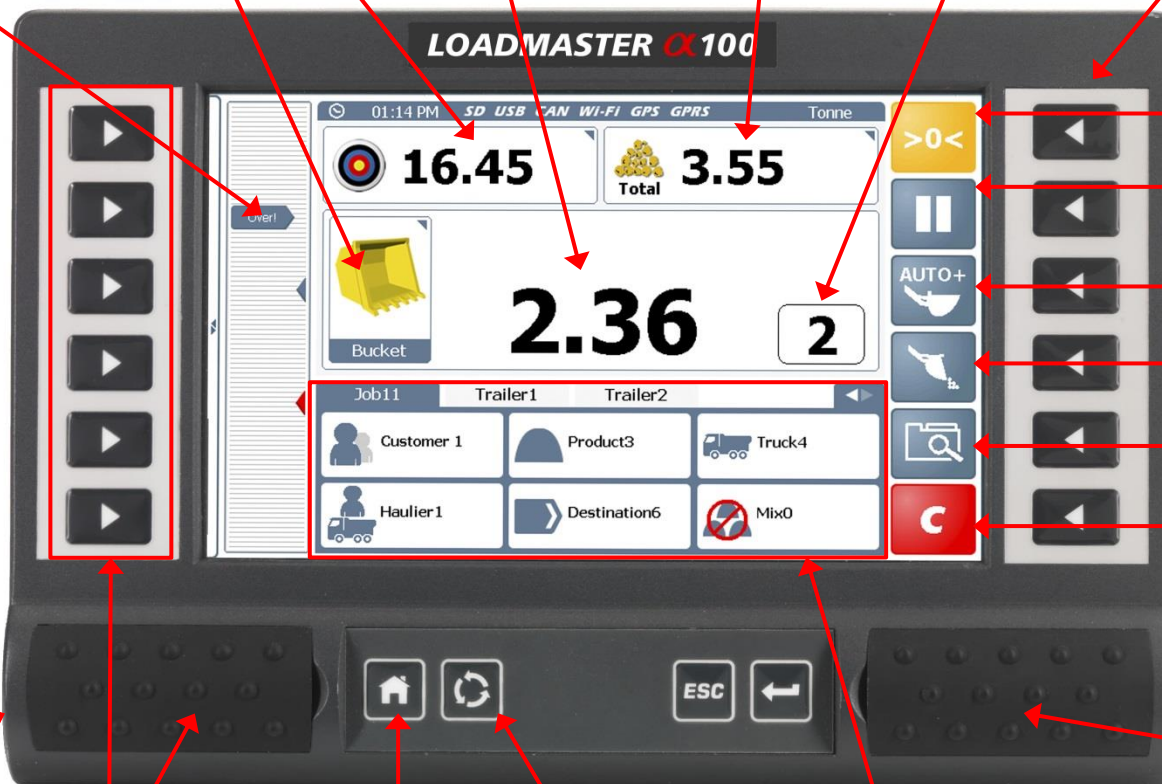 LOADMASTER α100
01:14 PM SD USB CAN Wi-Fi GPS GPRS Tonne
16.45
Total 3.55
>0<
Over!
AUTO+
Bucket
2.36
2
Job11 Trailer1 Trailer2
Customer 1 Product3 Truck4
Haulier1 Destination6 Mix0
C
ESC